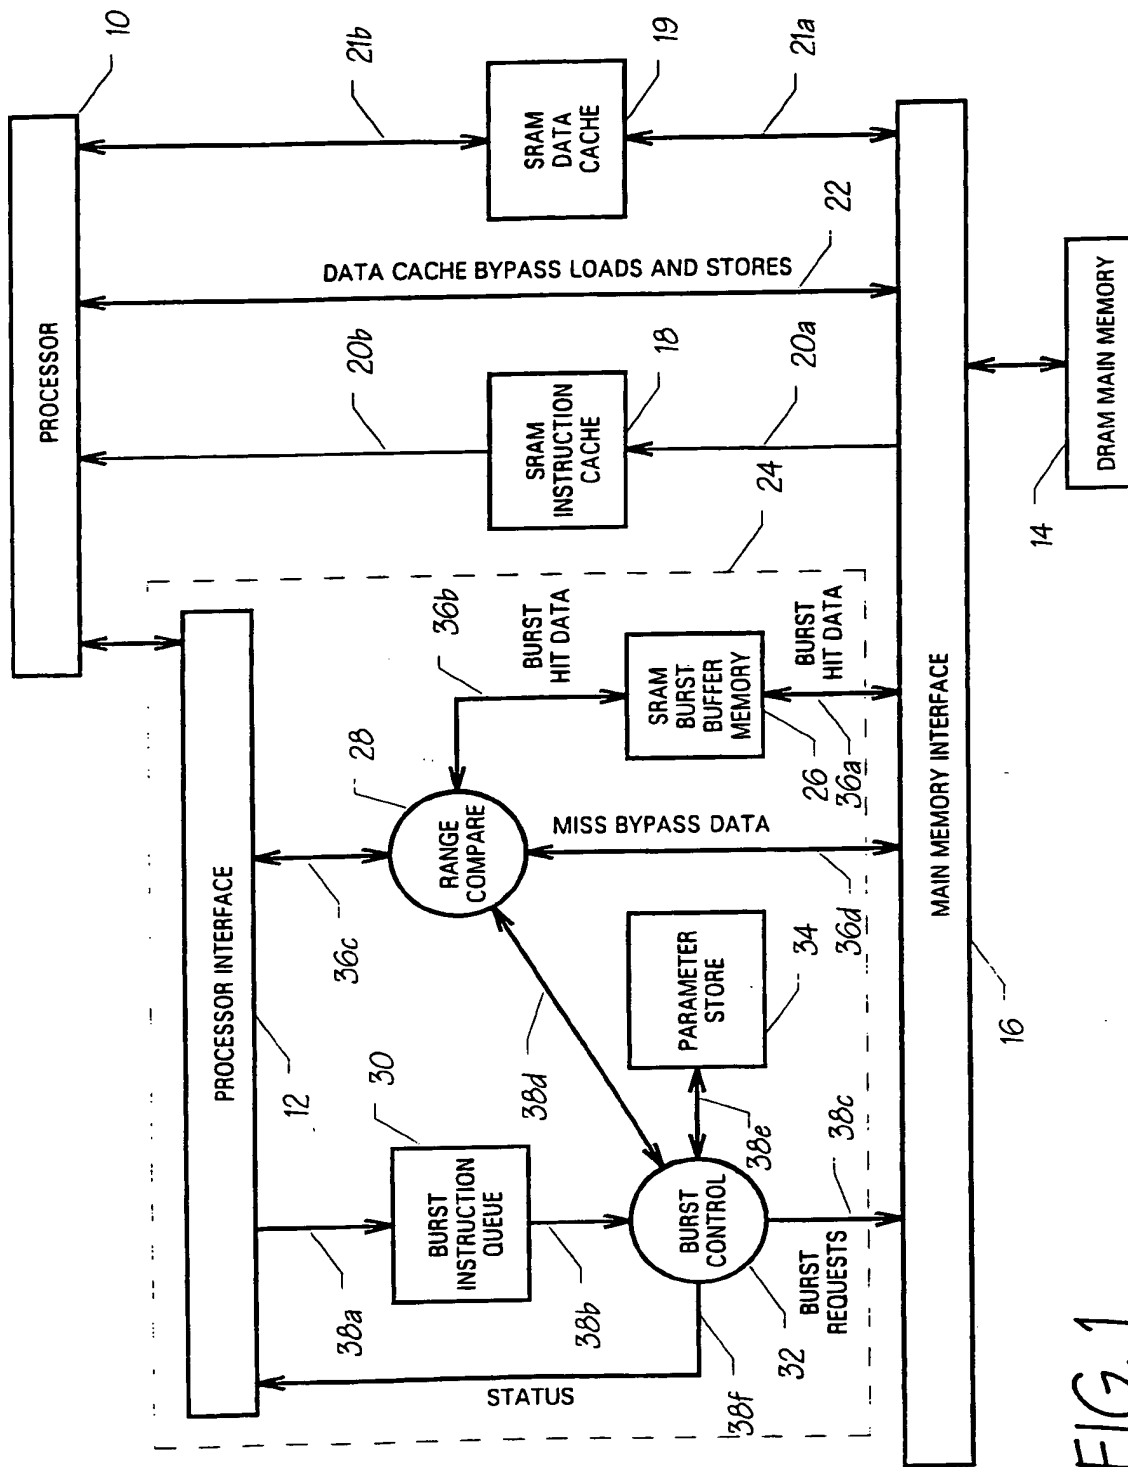 10
PROCESSOR
21b
20b
SRAM
DATA
CACHE
19
21a
DATA CACHE BYPASS LOADS AND STORES
22
SRAM
INSTRUCTION
CACHE
18
20a
24
PROCESSOR INTERFACE
12
36b
BURST
HIT DATA
28
RANGE
COMPARE
36c
SRAM
BURST
BUFFER
MEMORY
26
BURST
HIT DATA
36a
MISS BYPASS DATA
36d
38d
PARAMETER
STORE
34
30
BURST
INSTRUCTION
QUEUE
38a
38b
38e
BURST
CONTROL
32
38c
BURST
REQUESTS
STATUS
38f
MAIN MEMORY INTERFACE
16
DRAM MAIN MEMORY
14
FIG. 1